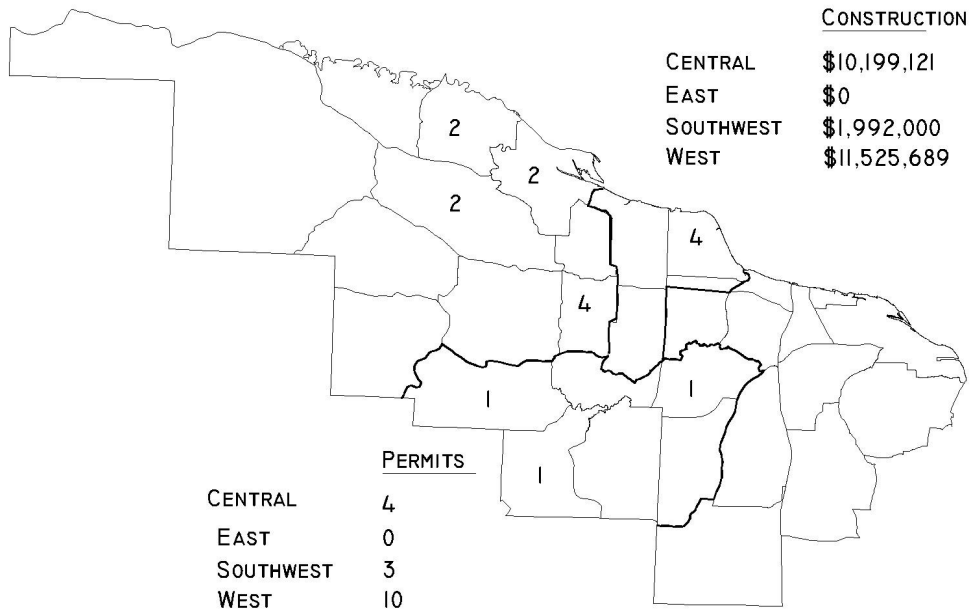 CONSTRUCTION
CENTRAL $10,199,121
EAST $0
SOUTHWEST $1,992,000
WEST $11,525,689
2
2
2
4
4
1
1
1
PERMITS
CENTRAL 4
EAST 0
SOUTHWEST 3
WEST 10